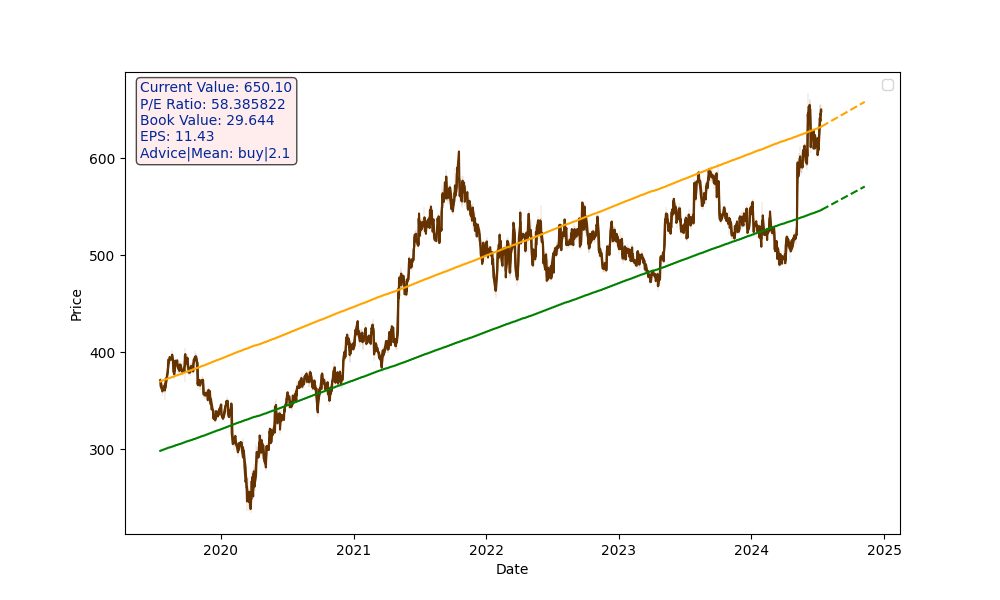 Current Value: 650.10
P/E Ratio: 58.385822
Book Value: 29.644
EPS: 11.43
Advice|Mean: buy|2.1
600
500
400
300
Price
2020 2021 2022 2023 2024 2025
Date